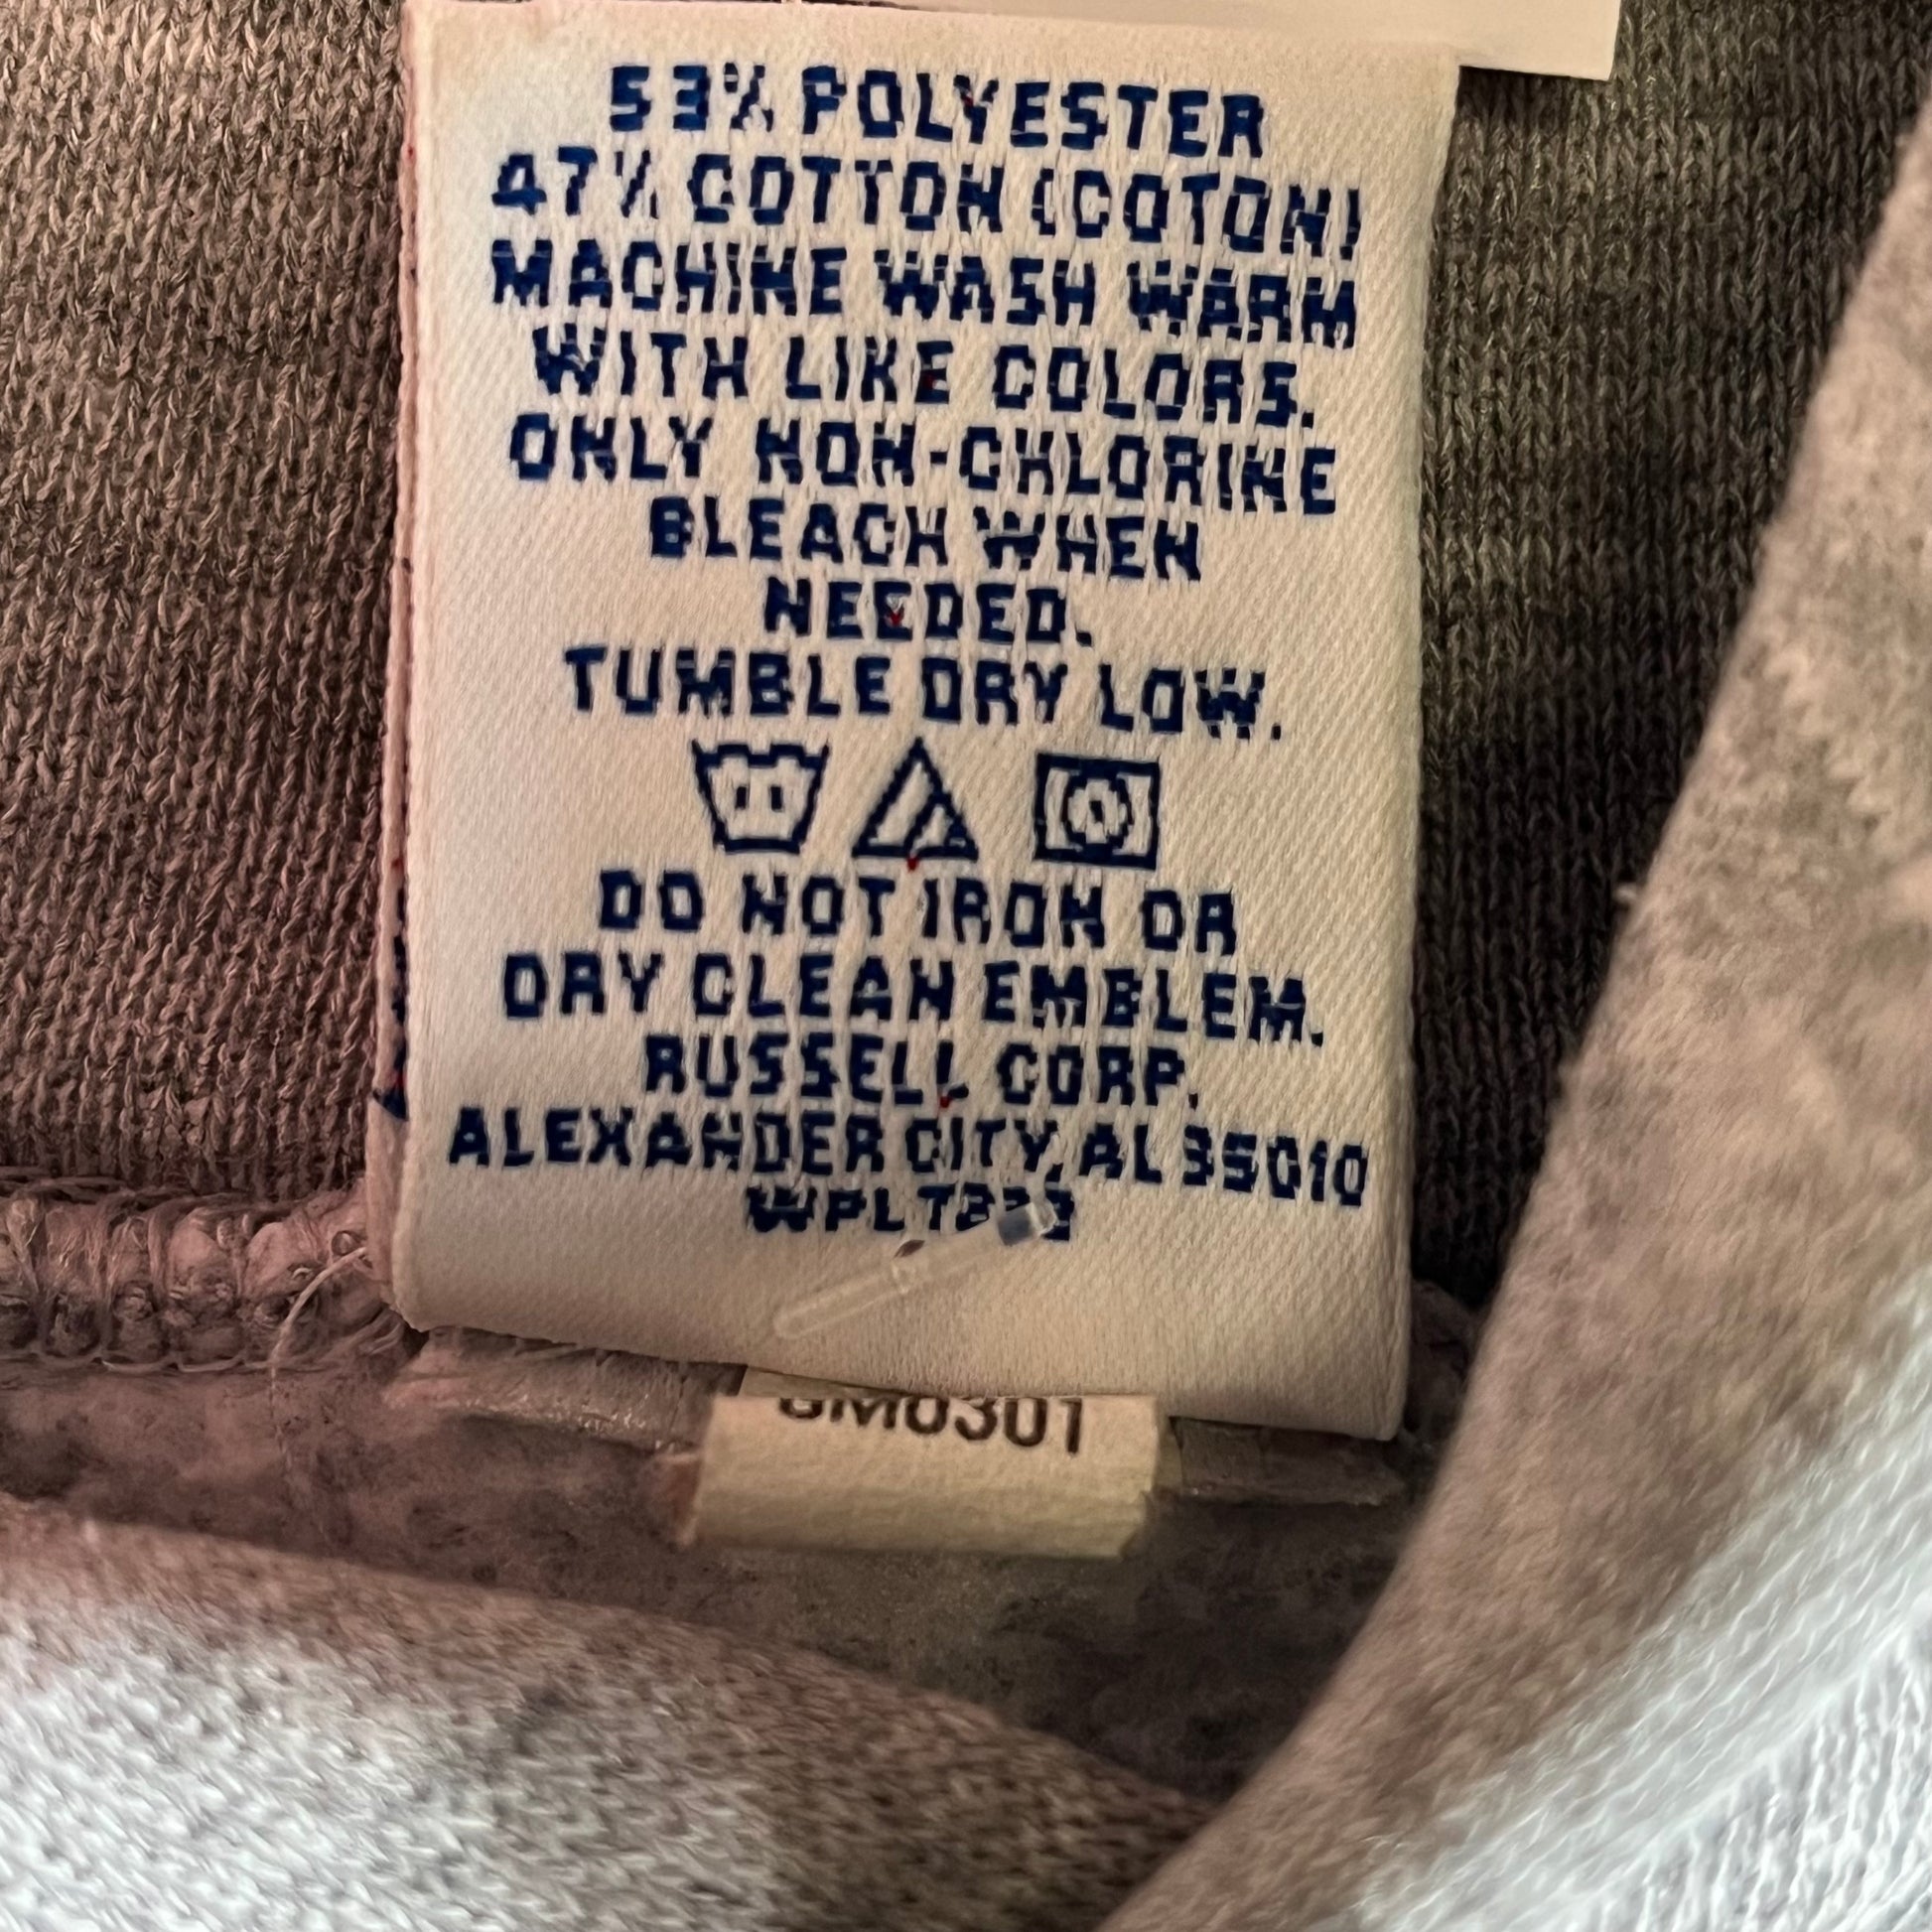 53% POLYESTER
47% COTTON (COTON)
MACHINE WASH WARM
WITH LIKE COLORS.
ONLY NON-CHLORINE
BLEACH WHEN
NEEDED.
TUMBLE DRY LOW.
DO NOT IRON OR
DRY CLEAN EMBLEM.
RUSSELL CORP.
ALEXANDER CITY, AL 35010